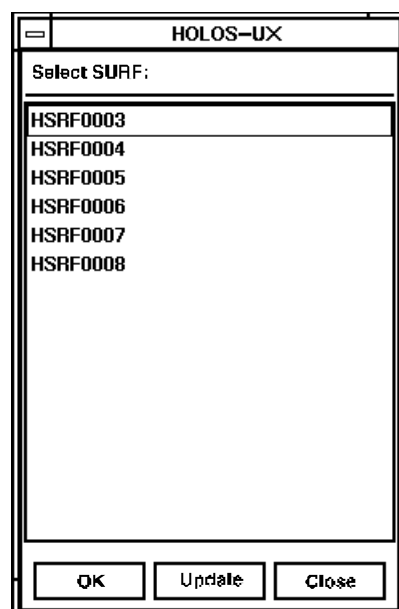 HOLOS-UX
Select SURF:
HSRF0003
HSRF0004
HSRF0005
HSRF0006
HSRF0007
HSRF0008
OK Update Close